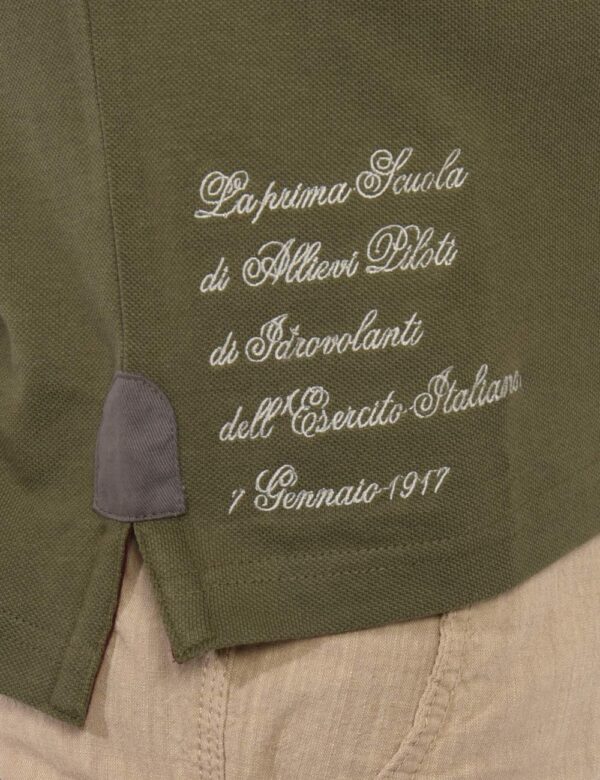 La prima Scuola
di Allievi Piloti
di Idrovolanti
dell'Esercito Italiano.
7 Gennaio 1917